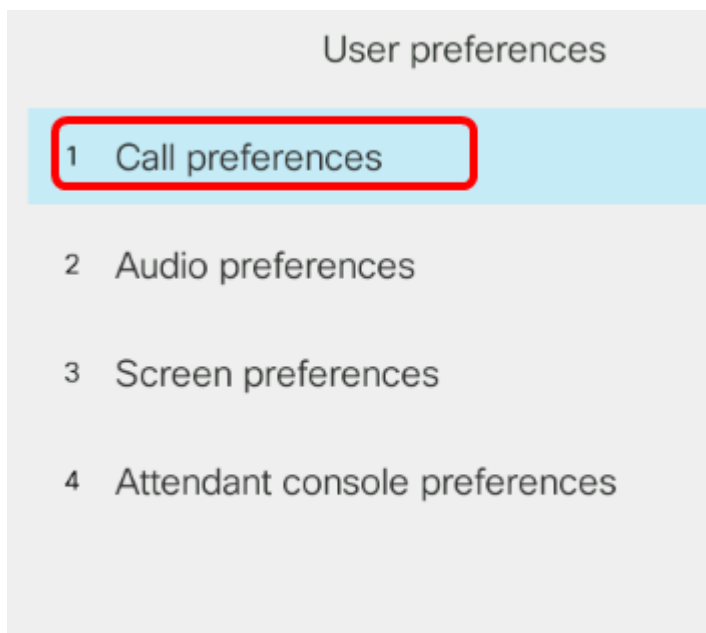 User preferences
1 Call preferences
2 Audio preferences
3 Screen preferences
4 Attendant console preferences